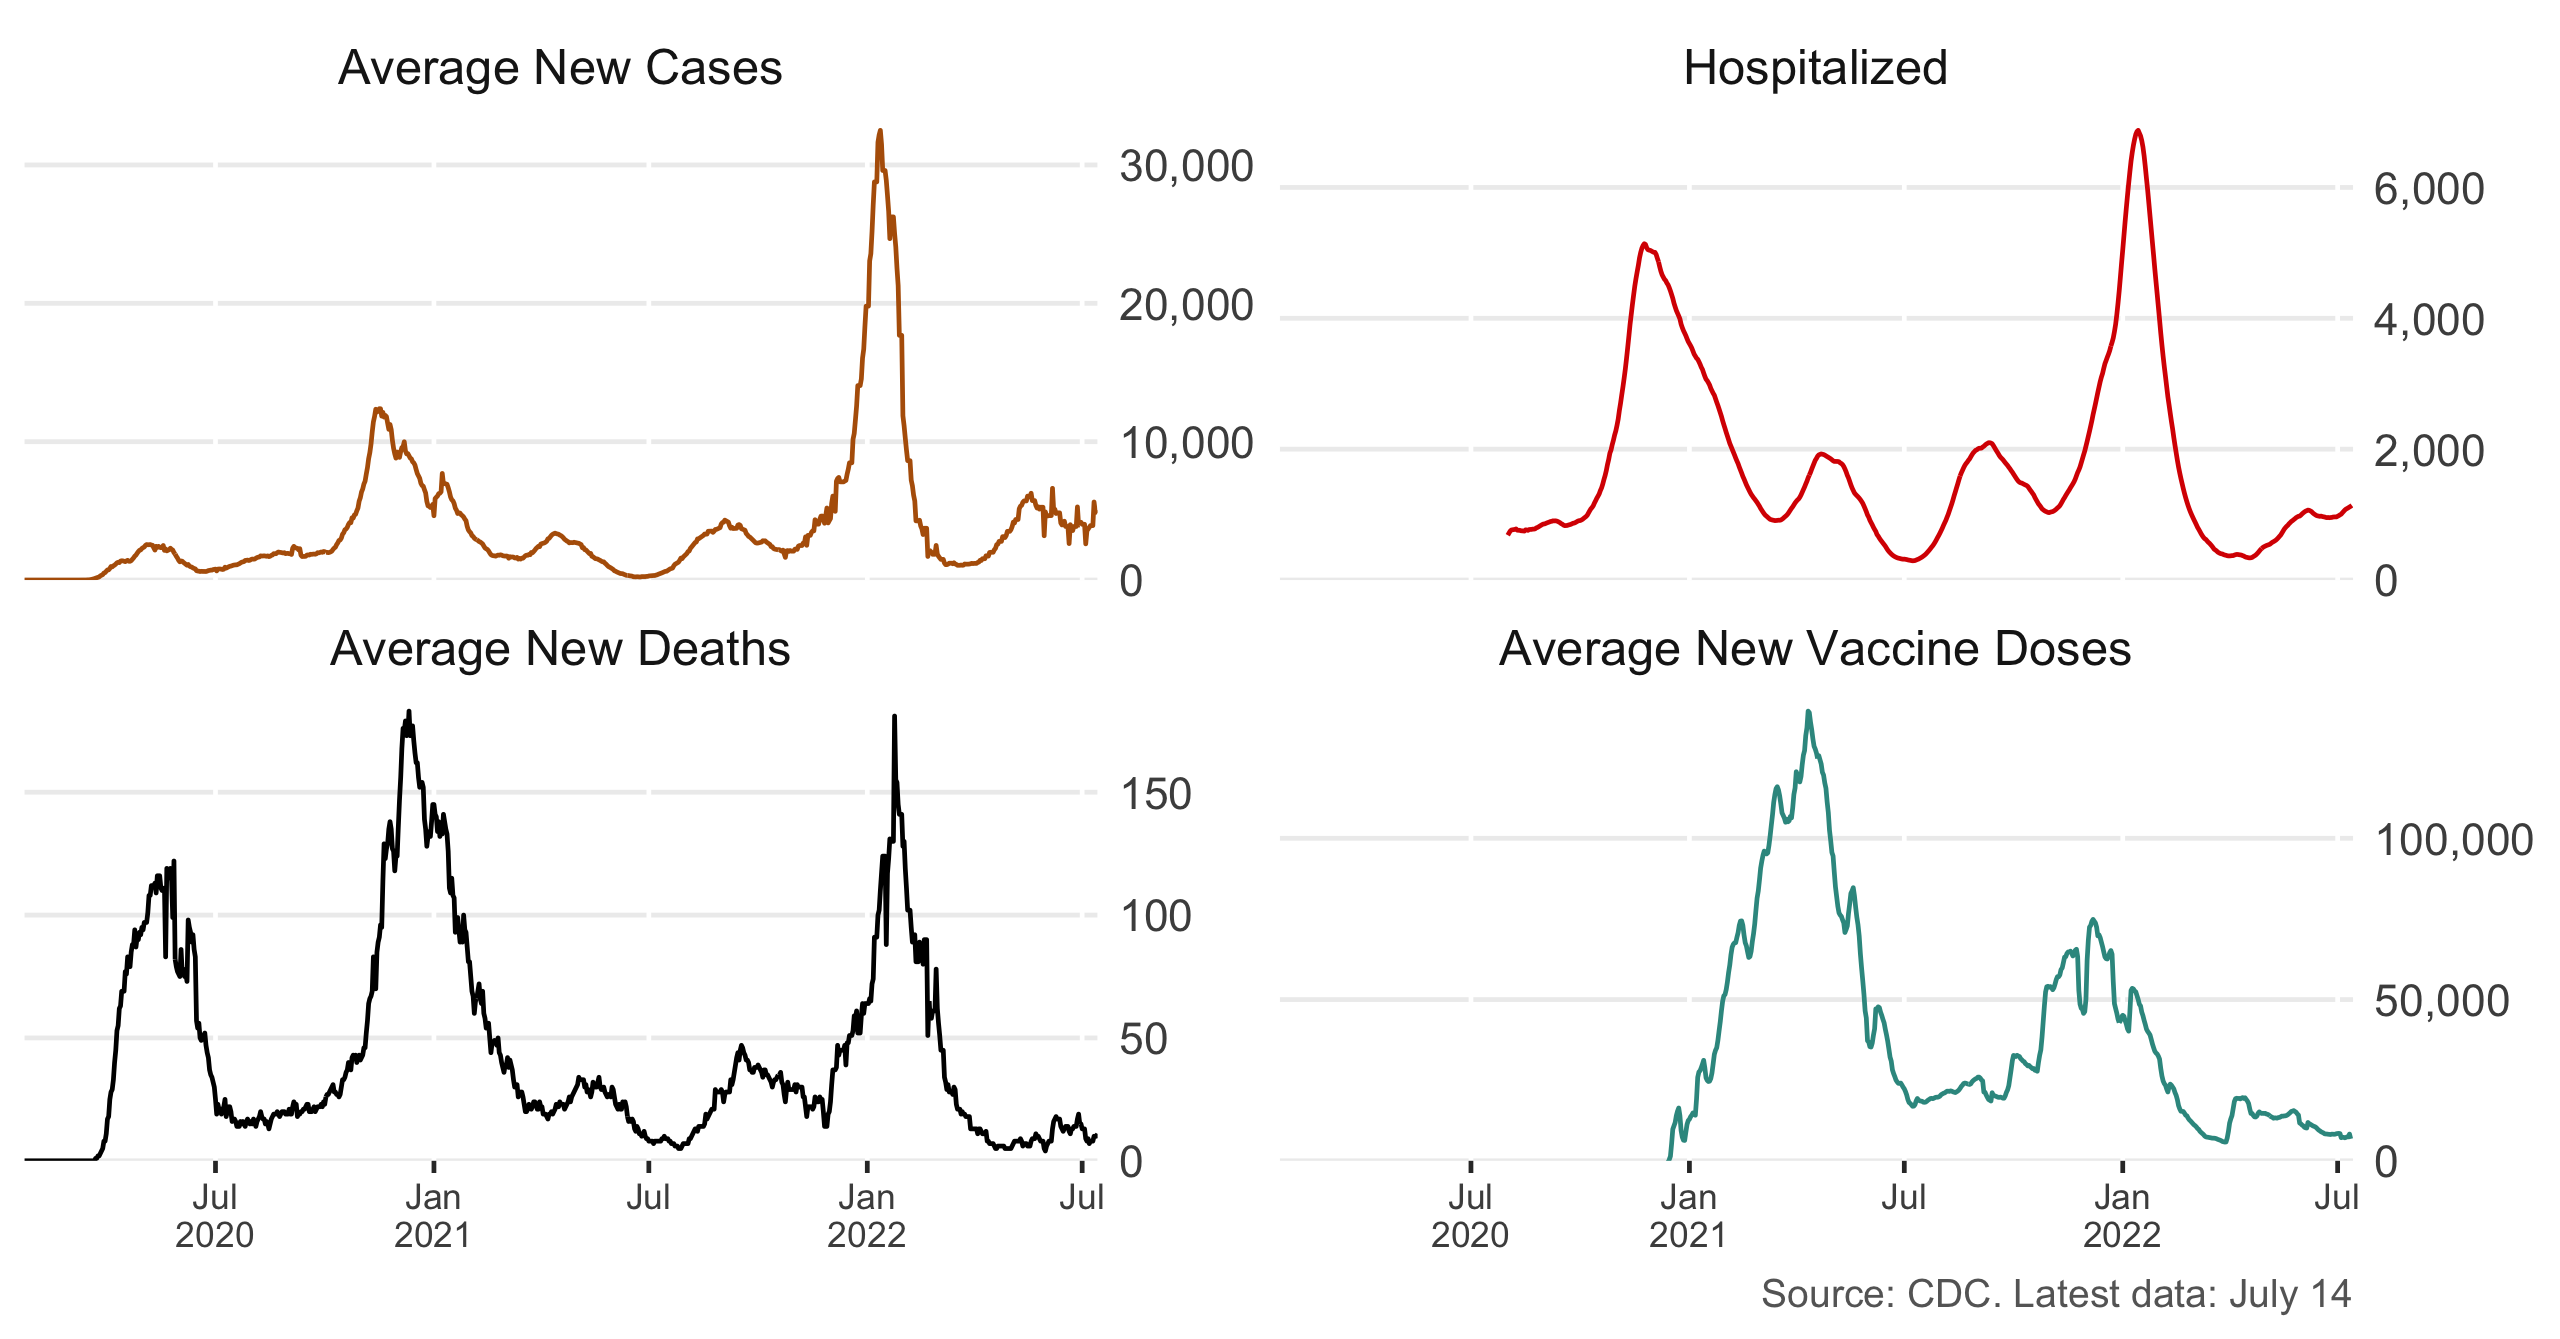 Average New Cases
30,000
20,000
10,000
0
Hospitalized
6,000
4,000
2,000
0
Average New Deaths
150
100
50
0
Jul Jan Jul Jan Jul
2020 2021 2022
Average New Vaccine Doses
100,000
50,000
0
Jul Jan Jul Jan Jul
2020 2021 2022
Source: CDC. Latest data: July 14